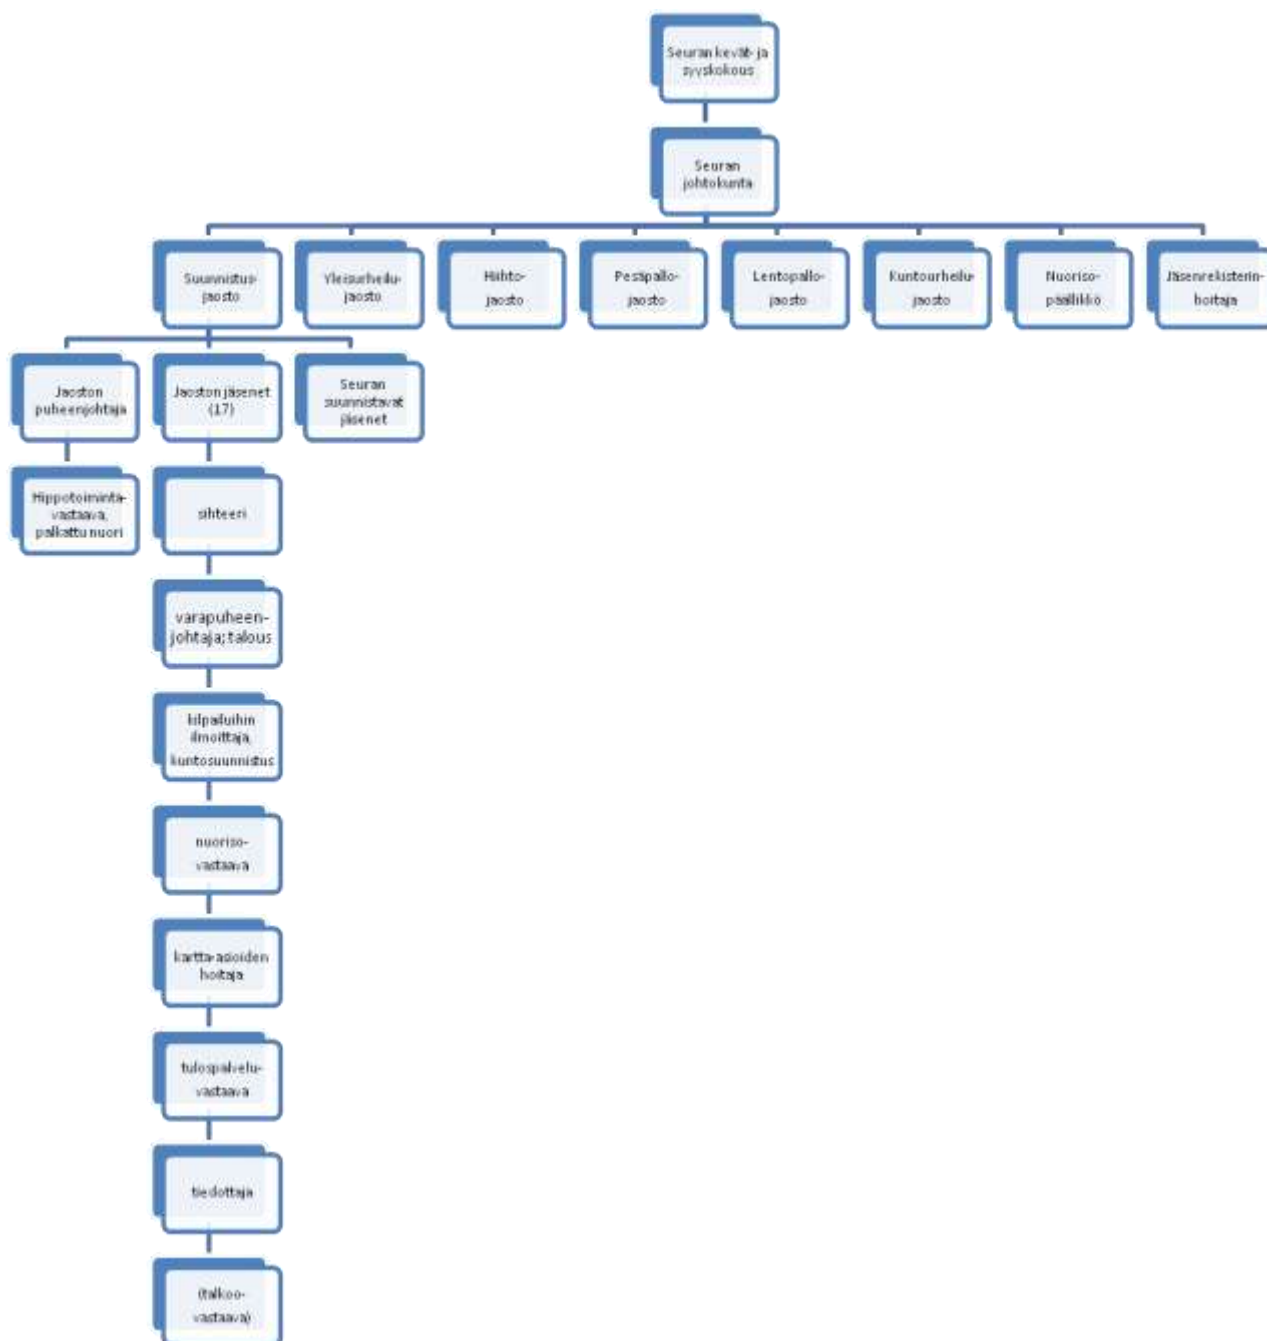 Seuran kevät- ja
syyskokous
Seuran
johtokunta
Suunnistus-
jaosto
Yleisurheilu-
jaosto
Hiihto-
jaosto
Pesäpallo-
jaosto
Lentopallo-
jaosto
Kuntourheilu-
jaosto
Nuoriso-
päällikkö
Jäsenrekisterin-
hoitaja
Jaoston
puheenjohtaja
Jaoston jäsenet
(17)
Seuran
suunnistavat
jäsenet
Hippotoiminta-
vastaava,
palkattu nuori
sihteeri
varapuheen-
johtaja; talous
kilpailuihin
ilmoittaja,
kuntosuunnistus
nuoriso-
vastaava
kartta-asioiden
hoitaja
tulospalvelu-
vastaava
tiedottaja
(talkoo-
vastaava)